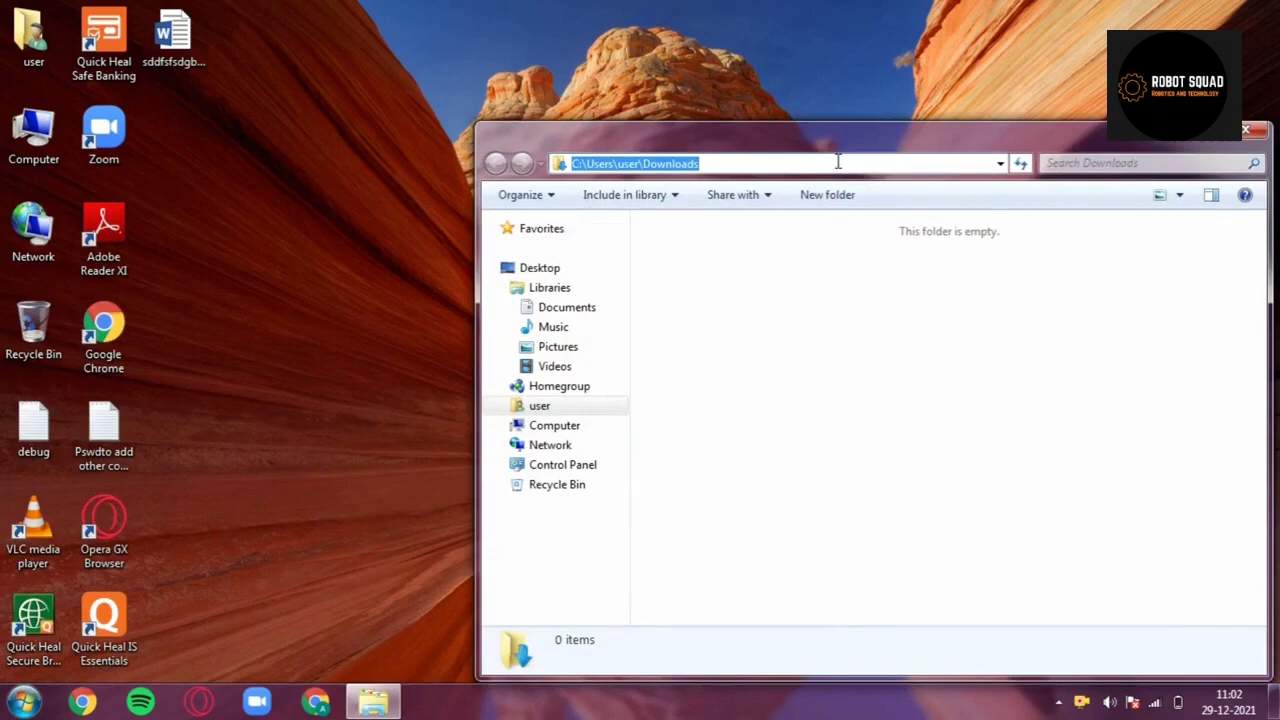 user
Quick Heal
Safe Banking
sddfsfsdgb...
Computer
Zoom
Network
Adobe
Reader XI
Recycle Bin
Google
Chrome
debug
Pswdto add
other co...
VLC media
player
Opera GX
Browser
Quick Heal
Secure Br...
Quick Heal IS
Essentials
ROBOT SQUAD
ROBOTICS AND TECHNOLOGY
C:\Users\user\Downloads
Search Downloads
Organize
Include in library
Share with
New folder
Favorites
Desktop
Libraries
Documents
Music
Pictures
Videos
Homegroup
user
Computer
Network
Control Panel
Recycle Bin
This folder is empty.
0 items
11:02
29-12-2021